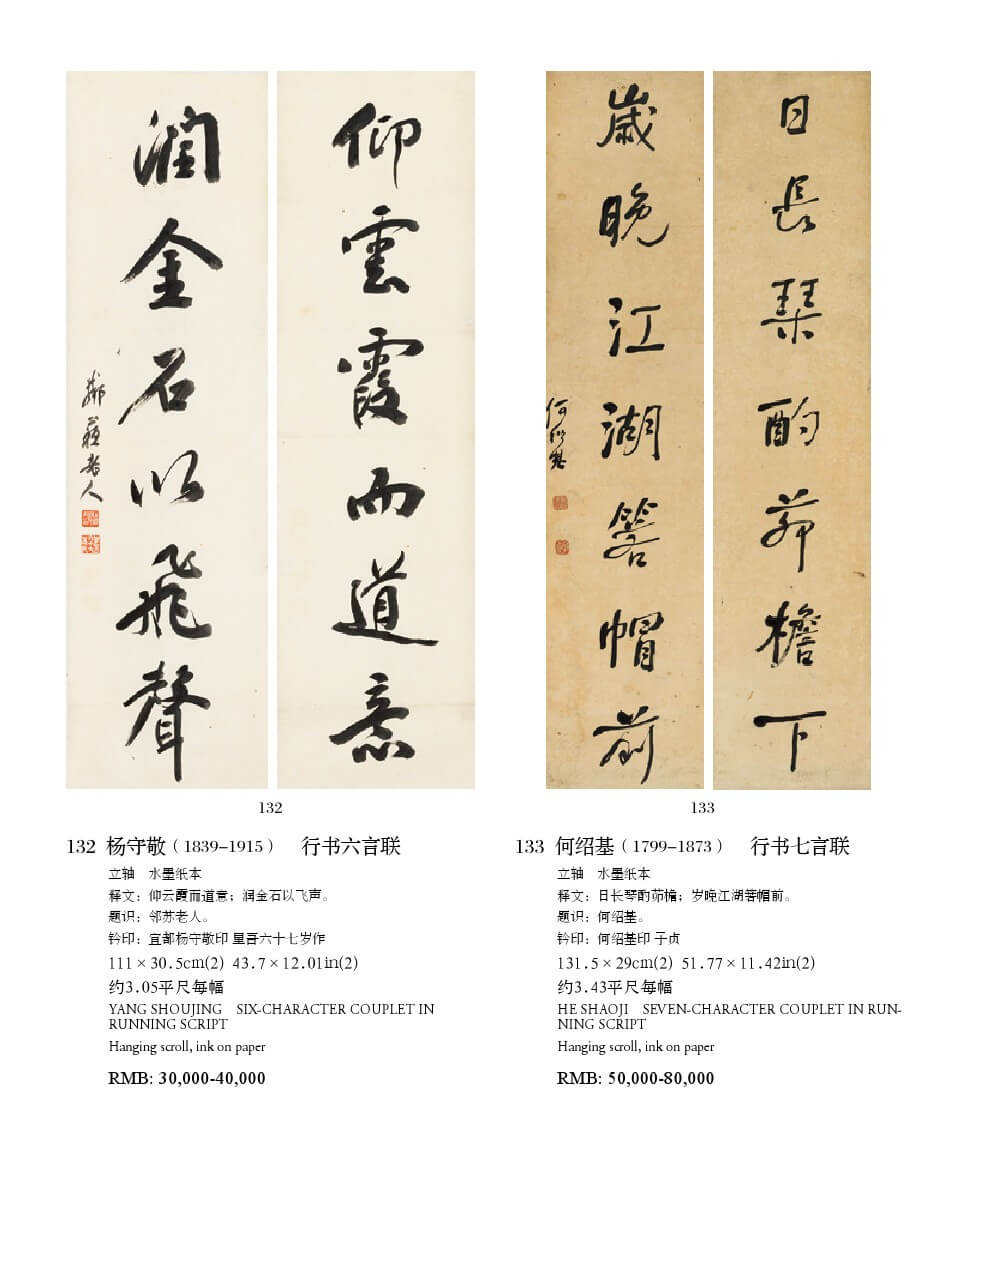 仰雲霞而道意
潤金石以飛聲
鄰蘇老人
日長琹酌茆檐下
歲晚江湖箬帽前
何紹基
132
133
132 杨守敬（1839–1915） 行书六言联
立轴 水墨纸本
释文：仰云霞而道意；润金石以飞声。
题识：邻苏老人。
钤印：宜都杨守敬印 星吾六十七岁作
111×30.5cm(2) 43.7×12.01in(2)
约3.05平尺每幅
YANG SHOUJING SIX-CHARACTER COUPLET IN
RUNNING SCRIPT
Hanging scroll, ink on paper
RMB: 30,000-40,000
133 何绍基（1799–1873） 行书七言联
立轴 水墨纸本
释文：日长琴酌茆檐；岁晚江湖箬帽前。
题识：何绍基。
钤印：何绍基印 子贞
131.5×29cm(2) 51.77×11.42in(2)
约3.43平尺每幅
HE SHAOJI SEVEN-CHARACTER COUPLET IN RUN-
NING SCRIPT
Hanging scroll, ink on paper
RMB: 50,000-80,000